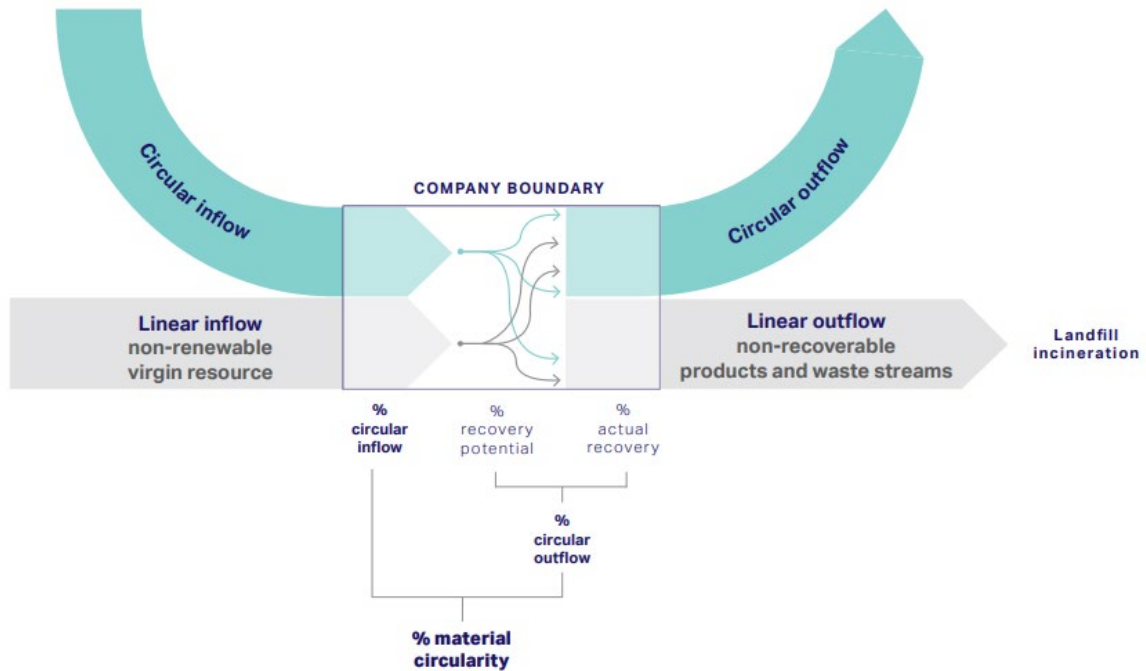 Circular inflow
COMPANY BOUNDARY
Circular outflow
Linear inflow
non-renewable
virgin resource
Linear outflow
non-recoverable
products and waste streams
Landfill
incineration
%
circular
inflow
%
recovery
potential
%
actual
recovery
%
circular
outflow
% material
circularity